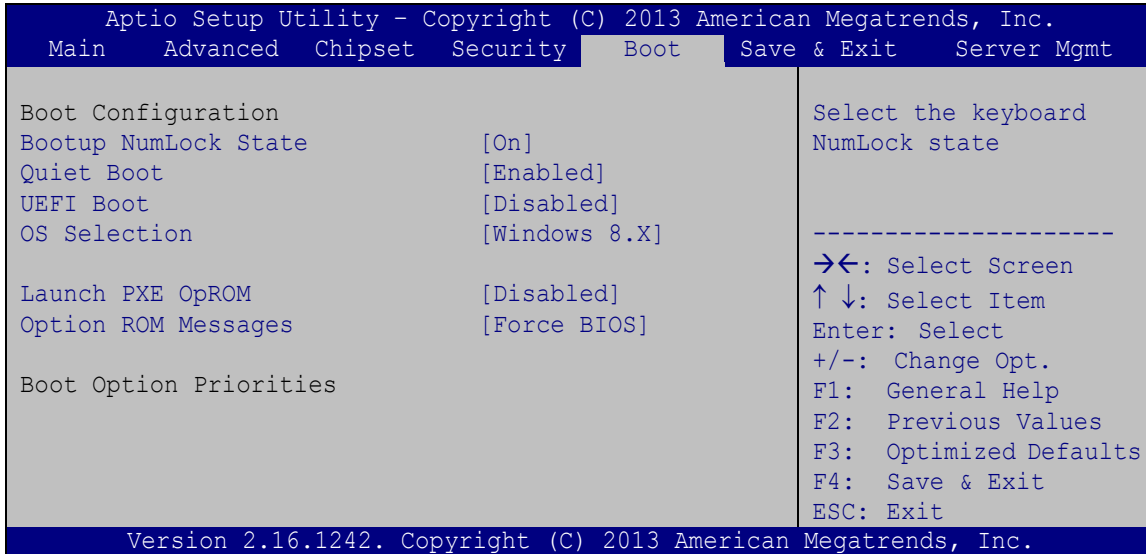 Aptio Setup Utility – Copyright (C) 2013 American Megatrends, Inc.
Main Advanced Chipset Security Boot Save & Exit Server Mgmt
Boot Configuration
Bootup NumLock State [On]
Quiet Boot [Enabled]
UEFI Boot [Disabled]
OS Selection [Windows 8.X]
Launch PXE OpROM [Disabled]
Option ROM Messages [Force BIOS]
Boot Option Priorities
Select the keyboard
NumLock state
---------------------
→←: Select Screen
↑ ↓: Select Item
Enter: Select
+/-: Change Opt.
F1: General Help
F2: Previous Values
F3: Optimized Defaults
F4: Save & Exit
ESC: Exit
Version 2.16.1242. Copyright (C) 2013 American Megatrends, Inc.